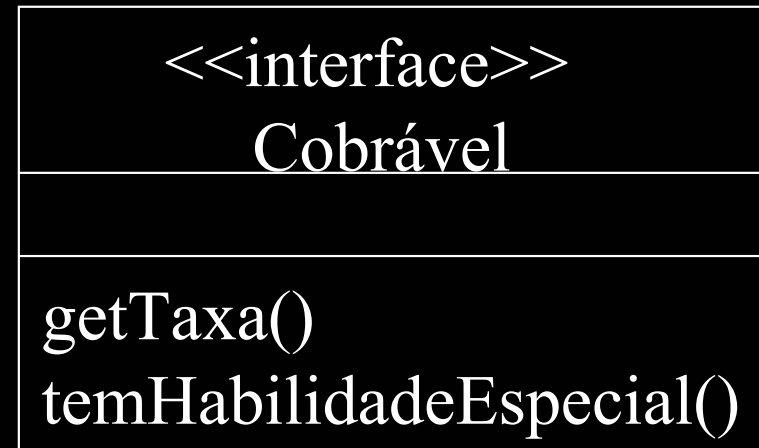 <<interface>>
Cobrável
getTaxa()
temHabilidadeEspecial()